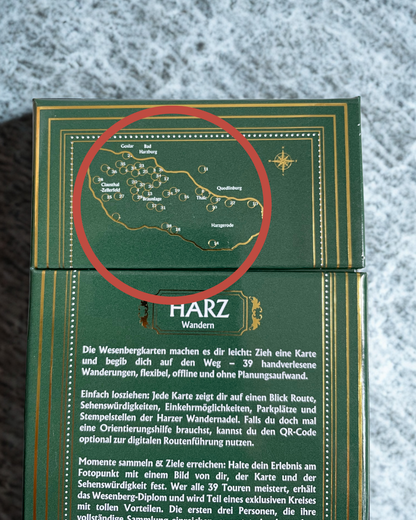 Goslar
Bad
Harzburg
Clausthal
-Zellerfeld
Braunlage
Thale
Quedlinburg
Harzgerode
HARZ
Wandern
Die Wesenbergkarten machen es dir leicht: Zieh eine Karte
und begib dich auf den Weg – 39 handverlesene
Wanderungen, flexibel, offline und ohne Planungsaufwand.
Einfach losziehen: Jede Karte zeigt dir auf einen Blick Route,
Sehenswürdigkeiten, Einkehrmöglichkeiten, Parkplätze und
Stempelstellen der Harzer Wandernadel. Falls du doch mal
eine Orientierungshilfe brauchst, kannst du den QR-Code
optional zur digitalen Routenführung nutzen.
Momente sammeln & Ziele erreichen: Halte dein Erlebnis am
Fotopunkt mit einem Bild von dir, der Karte und der
Sehenswürdigkeit fest. Wer alle 39 Touren meistert, erhält
das Wesenberg-Diplom und wird Teil eines exklusiven Kreises
mit tollen Vorteilen. Die ersten drei Personen, die ihre
vollständige Sammlung